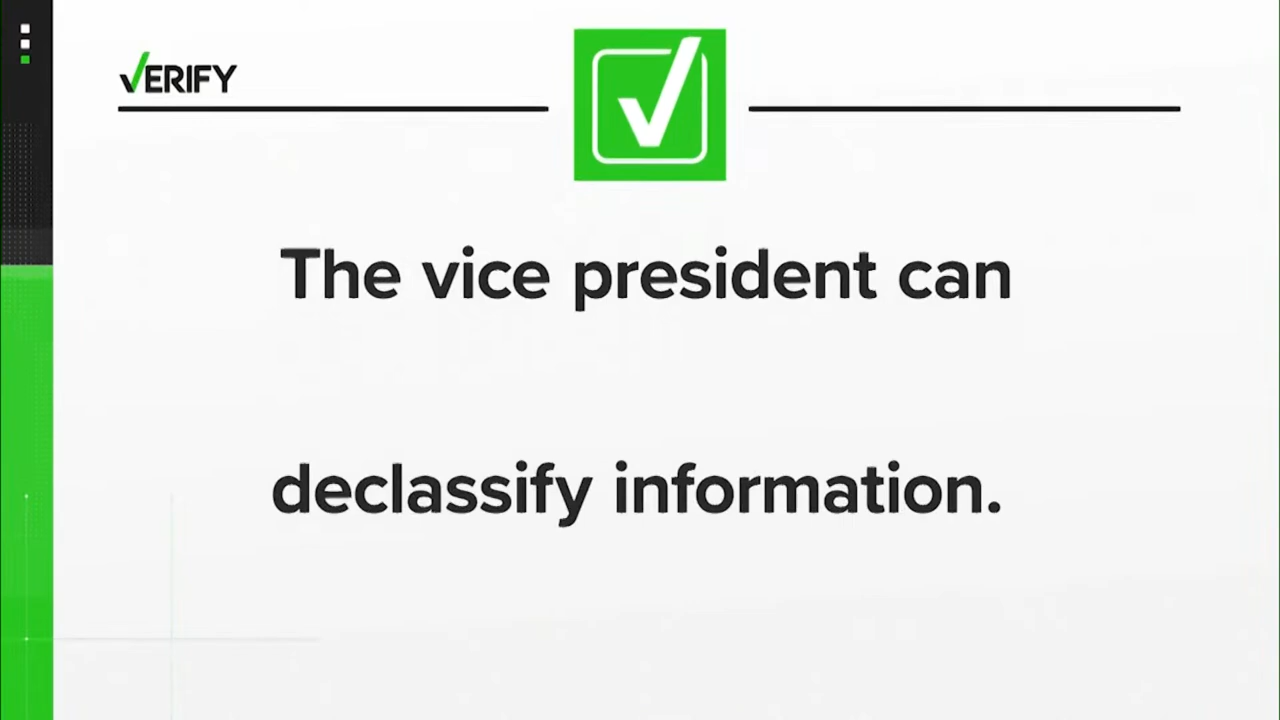 VERIFY
The vice president can
declassify information.